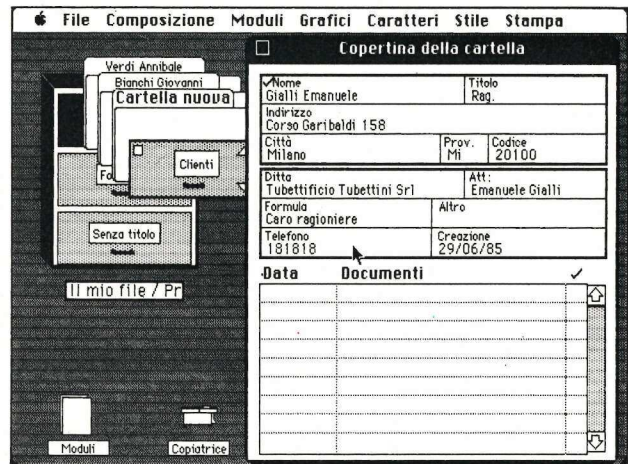 File Composizione Moduli Grafici Caratteri Stile Stampa
Verdi Annibale
Bianchi Giovanni
Cartella nuova
Clienti
Fo
Senza titolo
Il mio file / Pr
Moduli
Copiatrice
Copertina della cartella
Nome Titolo
Gialli Emanuele Rag.
Indirizzo
Corso Garibaldi 158
Città Prov. Codice
Milano Mi 20100
Ditta Att:
Tubettificio Tubettini Srl Emanuele Gialli
Formula Altro
Caro ragioniere
Telefono Creazione
181818 29/06/85
Data Documenti ✓